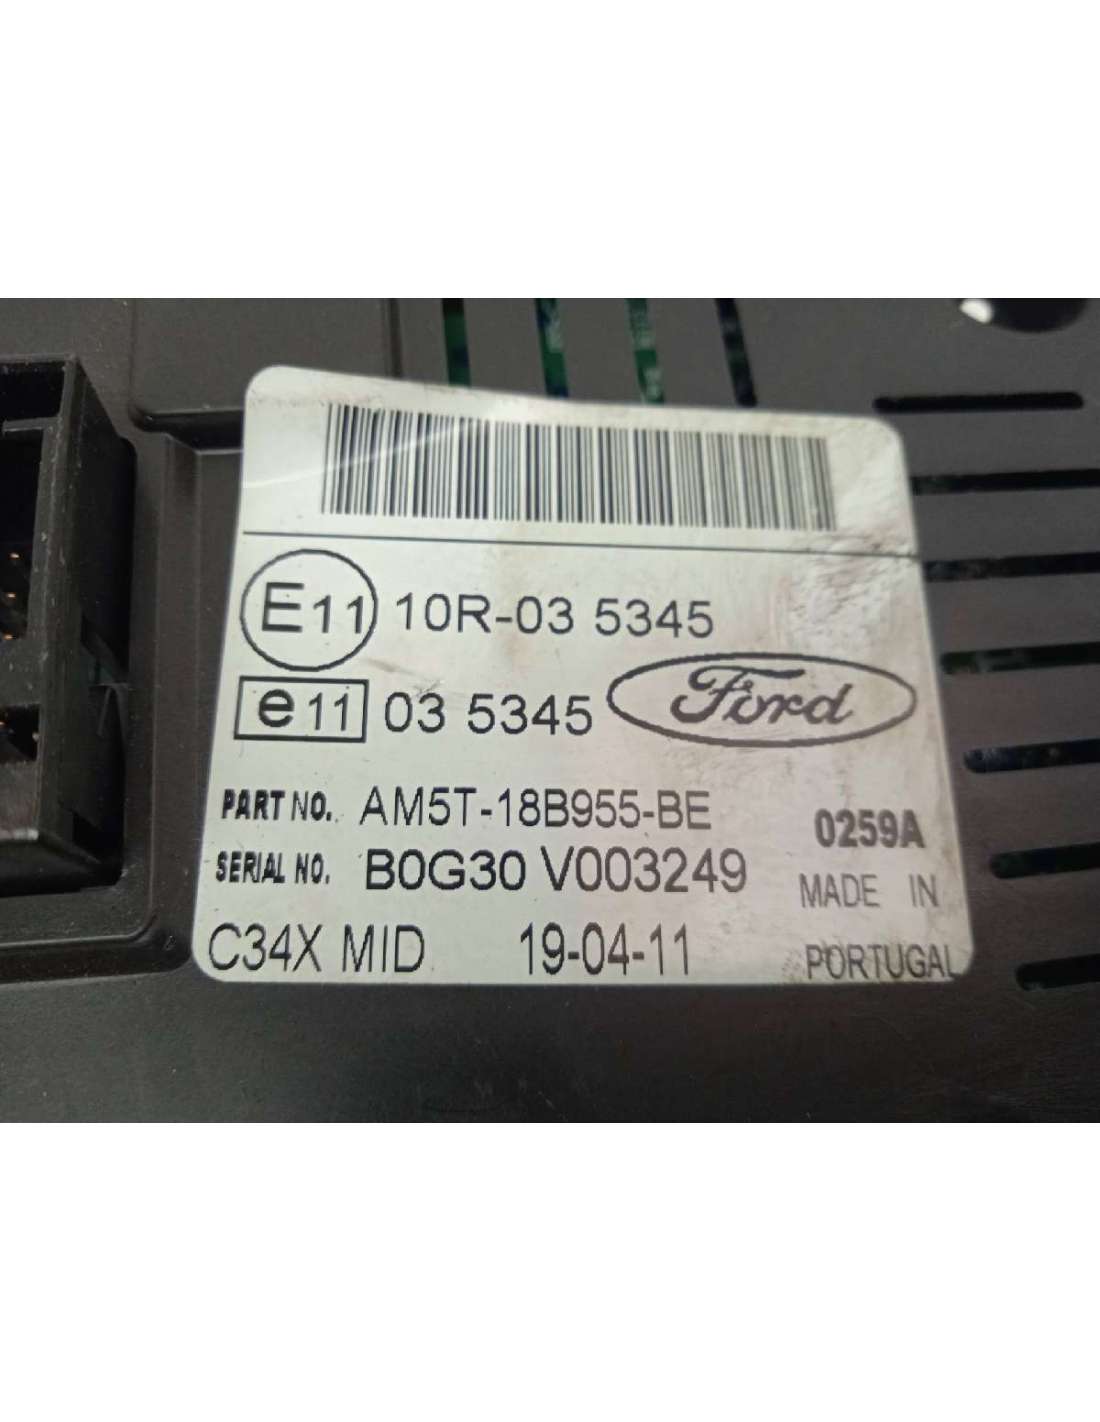 E11 10R-03 5345
e11 03 5345 Ford
PART NO. AM5T-18B955-BE 0259A
SERIAL NO. B0G30 V003249 MADE IN
C34X MID 19-04-11 PORTUGAL